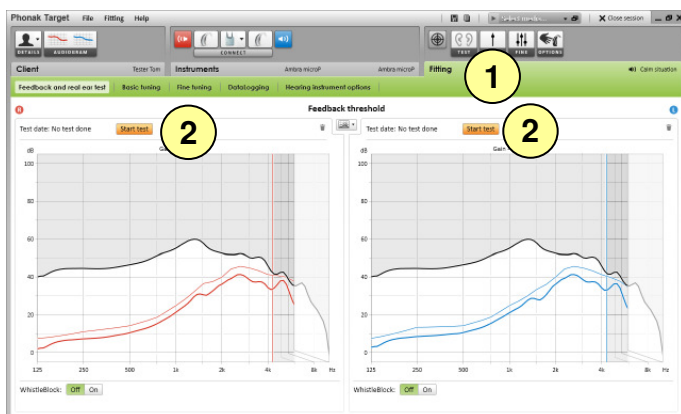 Phonak Target File Fitting Help Close session
DETAILS AUDIOGRAM CONNECT TEST FINE OPTIONS
Client Tester Tom Instruments Ambra microP Ambra microP Fitting 1 Calm situation
Feedback and real ear test Basic tuning Fine tuning DataLogging Hearing instrument options
R Feedback threshold
Test date: No test done Start test 2 Test date: No test done Start test 2
dB dB Gain
100 100
80 80
60 60
40 40
20 20
0 0
125 250 500 1k 2k 4k 8k Hz 125 250 500 1k 2k 4k 8k Hz
WhistleBlock: Off On WhistleBlock: Off On